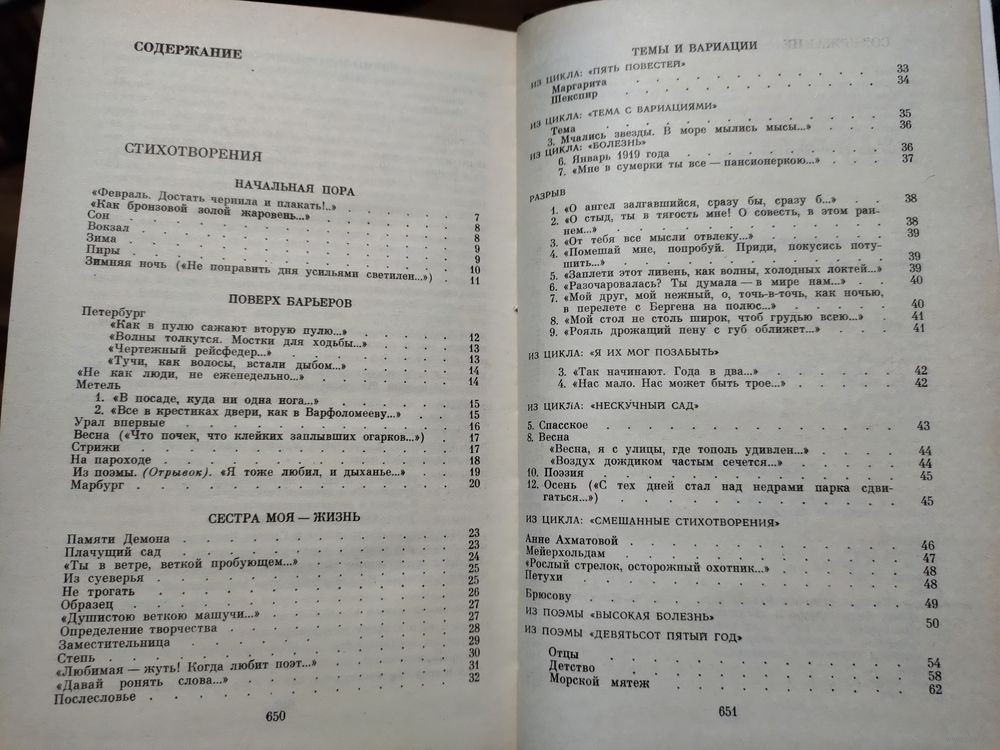 СОДЕРЖАНИЕ
СТИХОТВОРЕНИЯ
НАЧАЛЬНАЯ ПОРА
«Февраль. Достать чернила и плакать!..» 7
«Как бронзовой золой жаровень...» 8
Сон 8
Вокзал 9
Зима 9
Пиры 10
Зимняя ночь («Не поправить дня усильями светилен...») 11
ПОВЕРХ БАРЬЕРОВ
Петербург
«Как в пулю сажают вторую пулю...» 12
«Волны толкутся. Мостки для ходьбы...» 13
«Чертежный рейсфедер...» 13
«Тучи, как волосы, встали дыбом...» 14
«Не как люди, не еженедельно...» 14
Метель
1. «В посаде, куда ни одна нога...» 15
2. «Все в крестиках двери, как в Варфоломееву...» 15
Урал впервые 16
Весна («Что почек, что клейких заплывших огарков...») 17
Стрижи 17
На пароходе 18
Из поэмы. (Отрывок). «Я тоже любил, и дыханье...» 19
Марбург 20
СЕСТРА МОЯ — ЖИЗНЬ
Памяти Демона 23
Плачущий сад 23
«Ты в ветре, веткой пробующем...» 24
Из суеверья 25
Не трогать 25
Образец 26
«Душистою веткою машучи...» 27
Определение творчества 27
Заместительница 28
Степь 29
«Любимая — жуть! Когда любит поэт...» 30
«Давай ронять слова...» 31
Послесловье 32
650
ТЕМЫ И ВАРИАЦИИ
ИЗ ЦИКЛА: «ПЯТЬ ПОВЕСТЕЙ»
Маргарита 33
Шекспир 34
ИЗ ЦИКЛА: «ТЕМА С ВАРИАЦИЯМИ»
Тема 35
3. Мчались звезды. В море мылись мысы...» 36
ИЗ ЦИКЛА: «БОЛЕЗНЬ»
6. Январь 1919 года 36
7. «Мне в сумерки ты все — пансионеркою...» 37
РАЗРЫВ
1. «О ангел залгавшийся, сразу бы, сразу б...» 38
2. «О стыд, ты в тягость мне! О совесть, в этом ран-
нем...» 38
3. «От тебя все мысли отвлеку...» 39
4. «Помешай мне, попробуй. Приди, покусись поту-
шить...» 39
5. «Заплети этот ливень, как волны, холодных локтей...» 39
6. «Разочаровалась? Ты думала — в мире нам...» 40
7. «Мой друг, мой нежный, о, точь-в-точь, как ночью,
в перелете с Бергена на полюс...» 40
8. «Мой стол не столь широк, чтоб грудью всею...» 41
9. «Рояль дрожащий пену с губ оближет...» 41
ИЗ ЦИКЛА: «Я ИХ МОГ ПОЗАБЫТЬ»
3. «Так начинают. Года в два...» 42
4. «Нас мало. Нас может быть трое...» 42
ИЗ ЦИКЛА: «НЕСКУЧНЫЙ САД»
5. Спасское 43
8. Весна
«Весна, я с улицы, где тополь удивлен...» 44
«Воздух дождиком частым сечется...» 44
10. Поэзия 45
12. Осень («С тех дней стал над недрами парка сдви-
гаться...») 45
ИЗ ЦИКЛА: «СМЕШАННЫЕ СТИХОТВОРЕНИЯ»
Анне Ахматовой 46
Мейерхольдам 47
«Рослый стрелок, осторожный охотник...» 48
Петухи 48
Брюсову 49
ИЗ ПОЭМЫ «ВЫСОКАЯ БОЛЕЗНЬ» 50
ИЗ ПОЭМЫ «ДЕВЯТЬСОТ ПЯТЫЙ ГОД»
Отцы 54
Детство 58
Морской мятеж 62
651